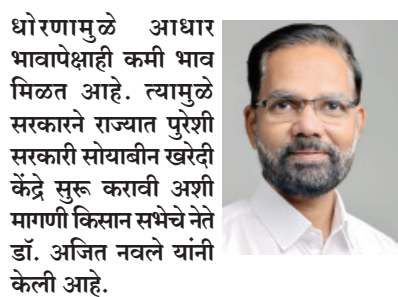 धोरणामुळे आधार
भावापेक्षाही कमी भाव
मिळत आहे. त्यामुळे
सरकारने राज्यात पुरेशी
सरकारी सोयाबीन खरेदी
केंद्रे सुरू करावी अशी
मागणी किसान सभेचे नेते
डॉ. अजित नवले यांनी
केली आहे.